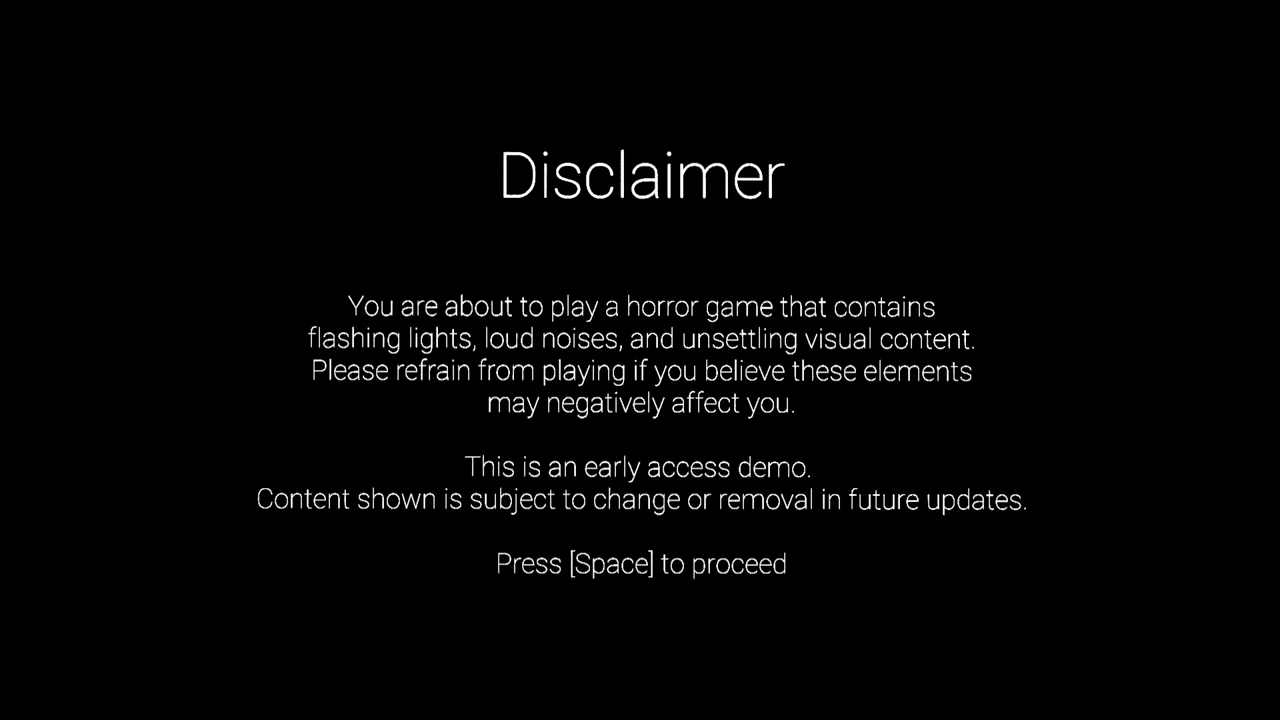 Disclaimer
You are about to play a horror game that contains
flashing lights, loud noises, and unsettling visual content.
Please refrain from playing if you believe these elements
may negatively affect you.
This is an early access demo.
Content shown is subject to change or removal in future updates.
Press [Space] to proceed